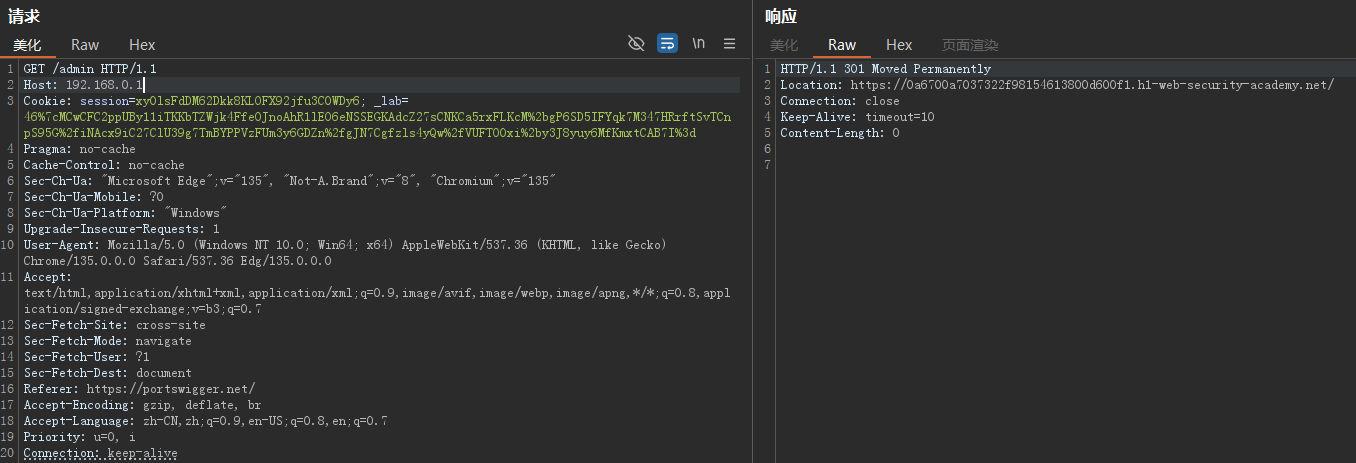 请求
美化 Raw Hex \n
1 GET /admin HTTP/1.1
2 Host: 192.168.0.1
3 Cookie: session=xyOlsFdDM62Dkk8KLOFX92jfu3C0WDy6; _lab=
46%7cMCwCFC2ppUBy11iTKKbTZWjk4FfeOJnoAhR1lE06eNSSEGKAdcZ27sCNKCa5rxFLKcM%2bgP6SD5IFYqk7M347HRrftSvTCn
pS95G%2fiNAcx9iC27ClU39g7TmBYPPVzFUm3y6GDZn%2fgJN7Cgfzls4yQw%2fVUFTOOxi%2by3J8yuy6MfKmxtCAB7I%3d
4 Pragma: no-cache
5 Cache-Control: no-cache
6 Sec-Ch-Ua: "Microsoft Edge";v="135", "Not-A.Brand";v="8", "Chromium";v="135"
7 Sec-Ch-Ua-Mobile: ?0
8 Sec-Ch-Ua-Platform: "Windows"
9 Upgrade-Insecure-Requests: 1
10 User-Agent: Mozilla/5.0 (Windows NT 10.0; Win64; x64) AppleWebKit/537.36 (KHTML, like Gecko)
Chrome/135.0.0.0 Safari/537.36 Edg/135.0.0.0
11 Accept:
text/html,application/xhtml+xml,application/xml;q=0.9,image/avif,image/webp,image/apng,*/*;q=0.8,appl
ication/signed-exchange;v=b3;q=0.7
12 Sec-Fetch-Site: cross-site
13 Sec-Fetch-Mode: navigate
14 Sec-Fetch-User: ?1
15 Sec-Fetch-Dest: document
16 Referer: https://portswigger.net/
17 Accept-Encoding: gzip, deflate, br
18 Accept-Language: zh-CN,zh;q=0.9,en-US;q=0.8,en;q=0.7
19 Priority: u=0, i
20 Connection: keep-alive
响应
美化 Raw Hex 页面渲染
1 HTTP/1.1 301 Moved Permanently
2 Location: https://0a6700a7037322f98154613800d600f1.h1-web-security-academy.net/
3 Connection: close
4 Keep-Alive: timeout=10
5 Content-Length: 0
6
7